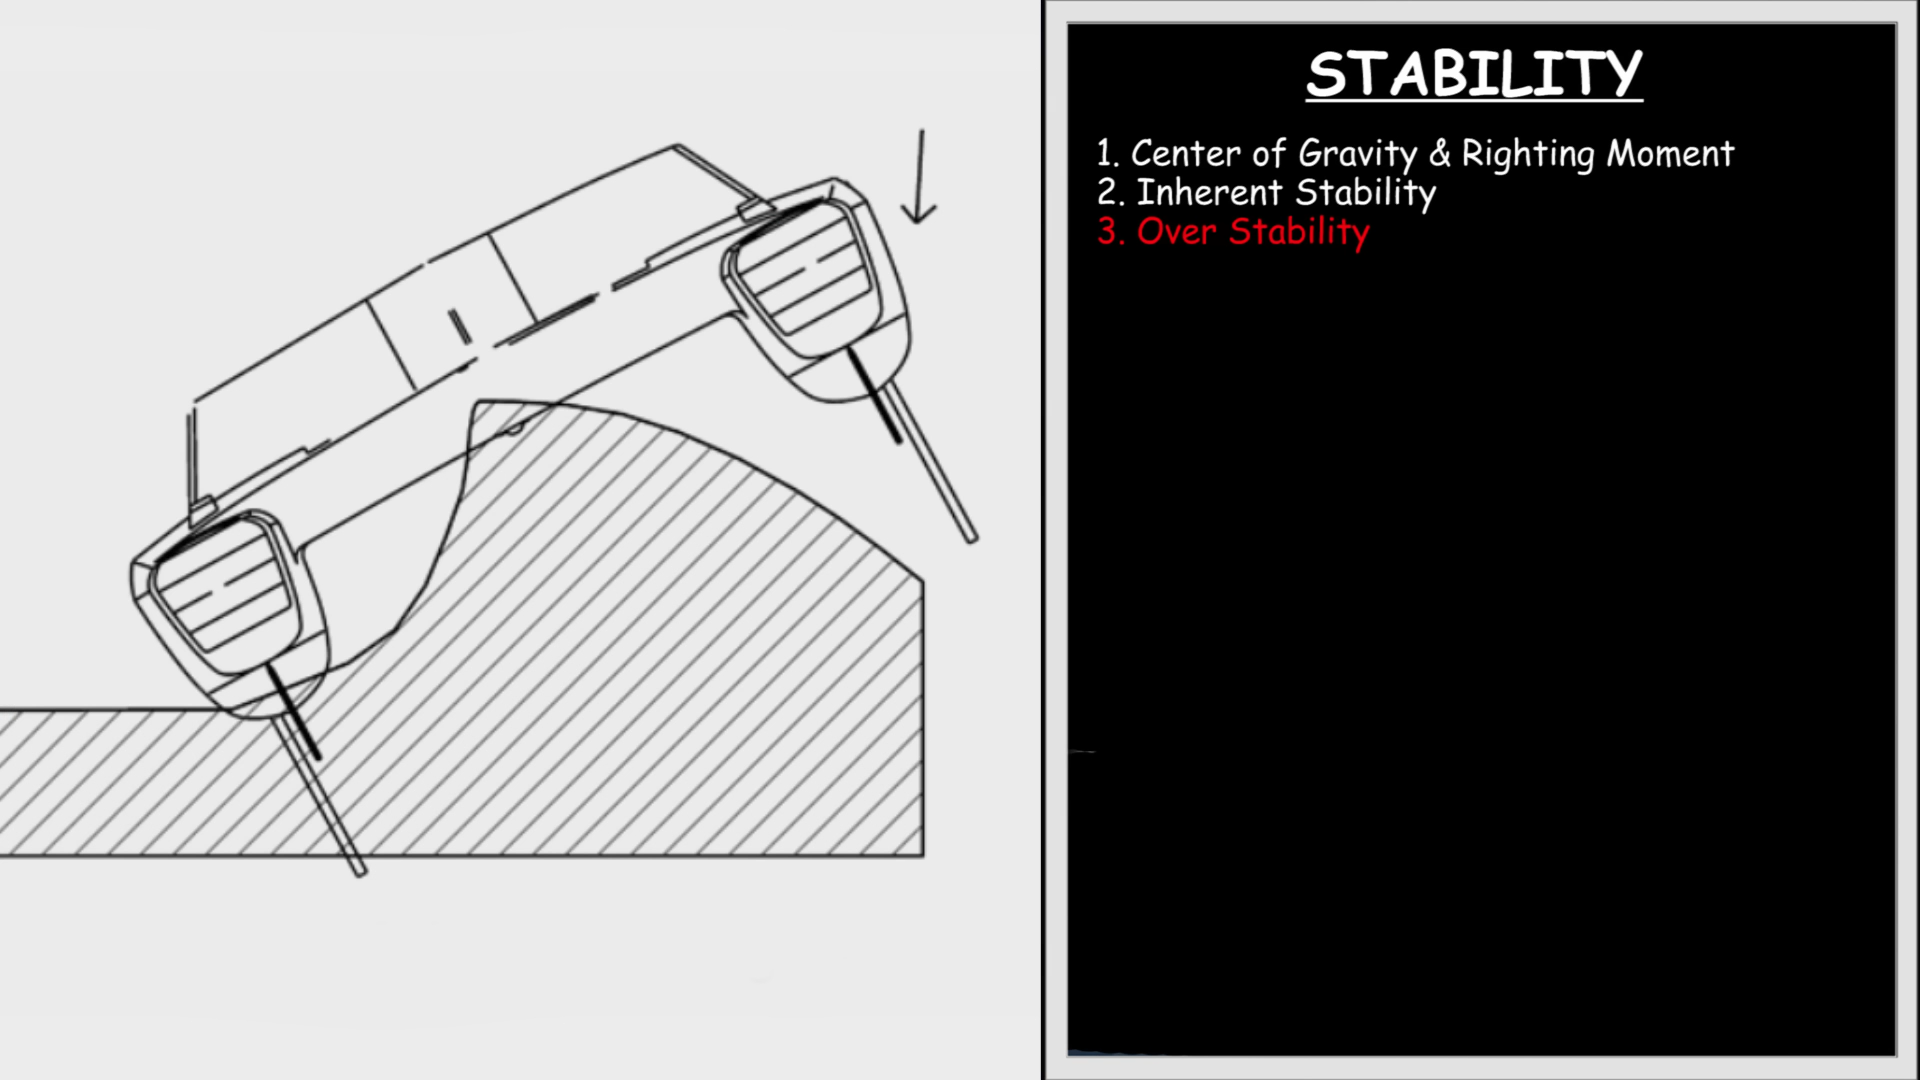 STABILITY
1. Center of Gravity & Righting Moment
2. Inherent Stability
3. Over Stability